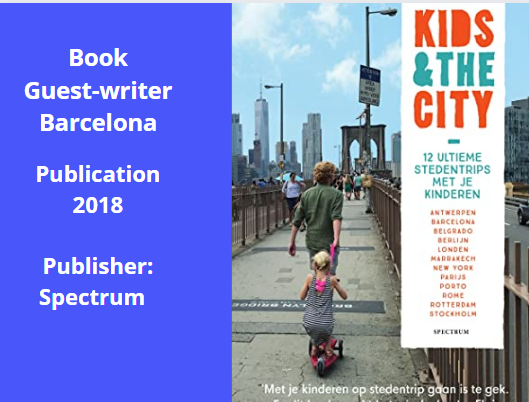 Book
Guest-writer
Barcelona
Publication
2018
Publisher:
Spectrum
KIDS
&THE
CITY
12 ULTIEME
STEDENTRIPS
MET JE
KINDEREN
ANTWERPEN
BARCELONA
BELGRADO
BERLIJN
LONDEN
MARRAKECH
NEW YORK
PARIJS
PORTO
ROME
ROTTERDAM
STOCKHOLM
SPECTRUM
'Met je kinderen op stedentrip gaan is te gek.